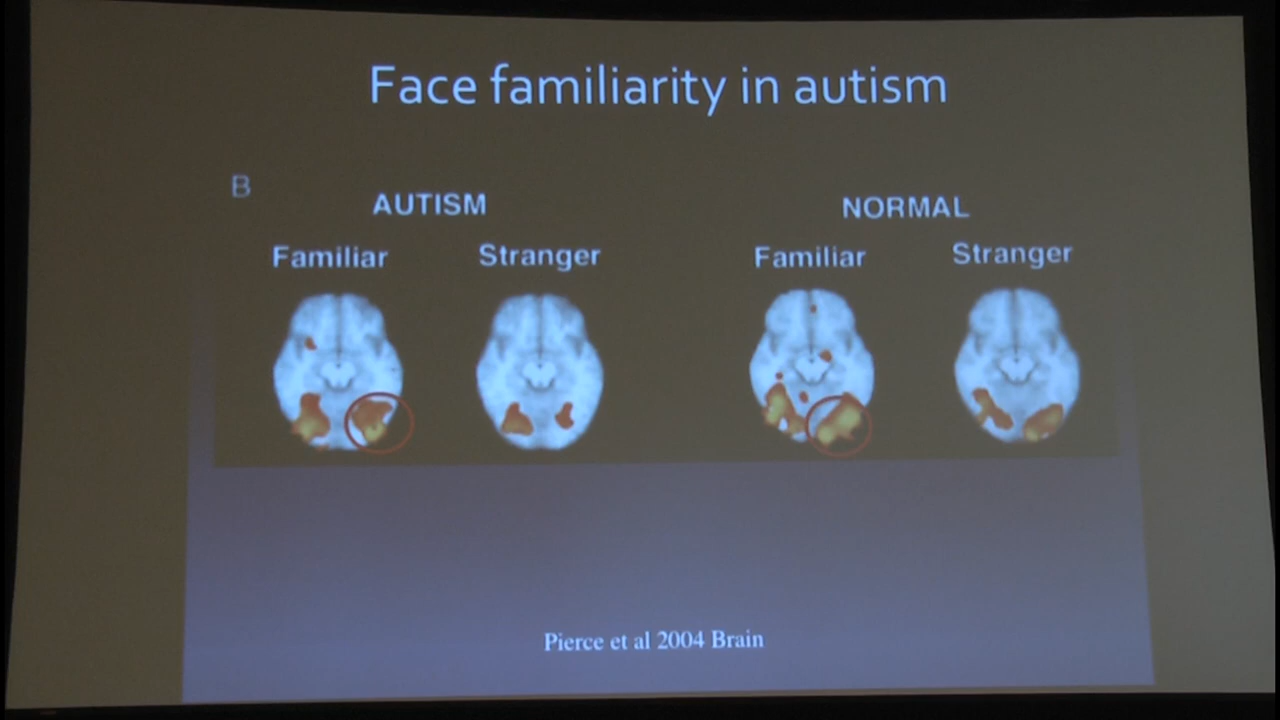 Face familiarity in autism
B
AUTISM NORMAL
Familiar Stranger Familiar Stranger
Pierce et al 2004 Brain